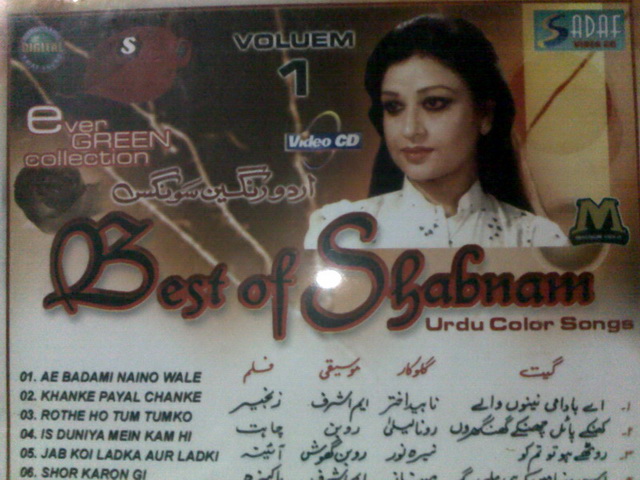 DIGITAL
S
VOLUEM
1
SADAF
VIDEO CD
ever
GREEN
collection
Video CD
اردو رنگین سونگس
M
Best of Shabnam
Urdu Color Songs
گیت گلوکار موسیقی فلم
01. AE BADAMI NAINO WALE
اے بادامی نینوں والے ناہید اختر ایم اشرف زنجیر
02. KHANKE PAYAL CHANKE
کھنکے پائل چھنکے گھنگھروں رونا لیلیٰ روبن چاہت
03. ROTHE HO TUM TUMKO
روٹھے ہو تم تم کو نیرہ نور روبن گھوش آئینہ
04. IS DUNIYA MEIN KAM HI
05. JAB KOI LADKA AUR LADKI
06. SHOR KARON GI